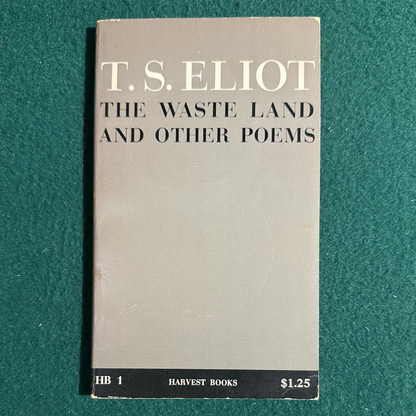 T. S. ELIOT
THE WASTE LAND
AND OTHER POEMS
HB 1 HARVEST BOOKS $1.25